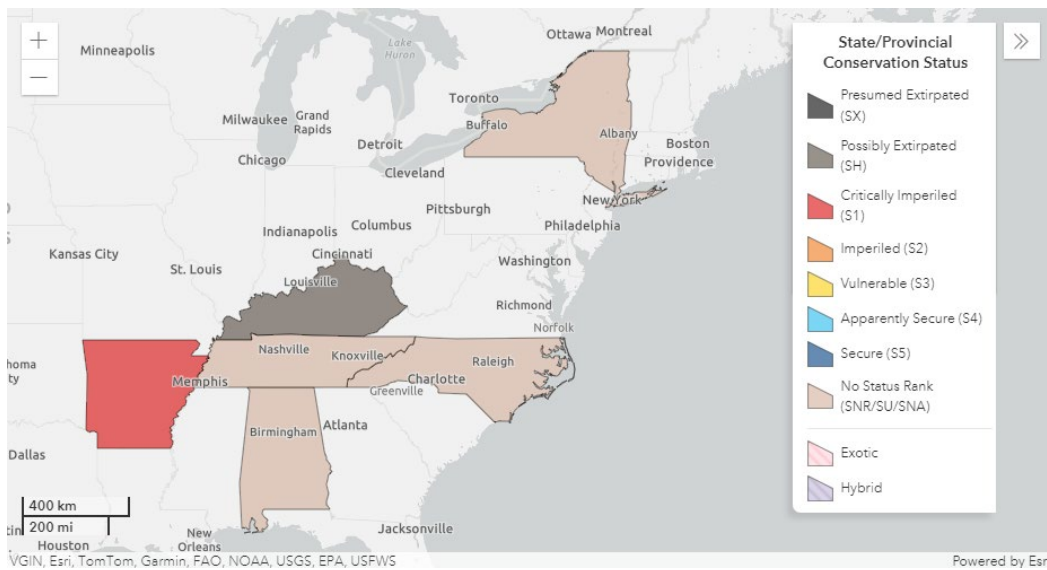 +
−
Minneapolis
Lake
Huron
Ottawa
Montreal
Toronto
Buffalo
Albany
Milwaukee
Grand
Rapids
Detroit
Boston
Providence
Chicago
Cleveland
New York
Pittsburgh
Philadelphia
Indianapolis
Columbus
Cincinnati
Kansas City
St. Louis
Louisville
Washington
Richmond
Norfolk
Nashville
Knoxville
Raleigh
homa
ty
Memphis
Charlotte
Greenville
Birmingham
Atlanta
Dallas
400 km
200 mi
Jacksonville
New
Orleans
Houston
State/Provincial
Conservation Status
Presumed Extirpated
(SX)
Possibly Extirpated
(SH)
Critically Imperiled
(S1)
Imperiled (S2)
Vulnerable (S3)
Apparently Secure (S4)
Secure (S5)
No Status Rank
(SNR/SU/SNA)
Exotic
Hybrid
VGIN, Esri, TomTom, Garmin, FAO, NOAA, USGS, EPA, USFWS
Powered by Esr